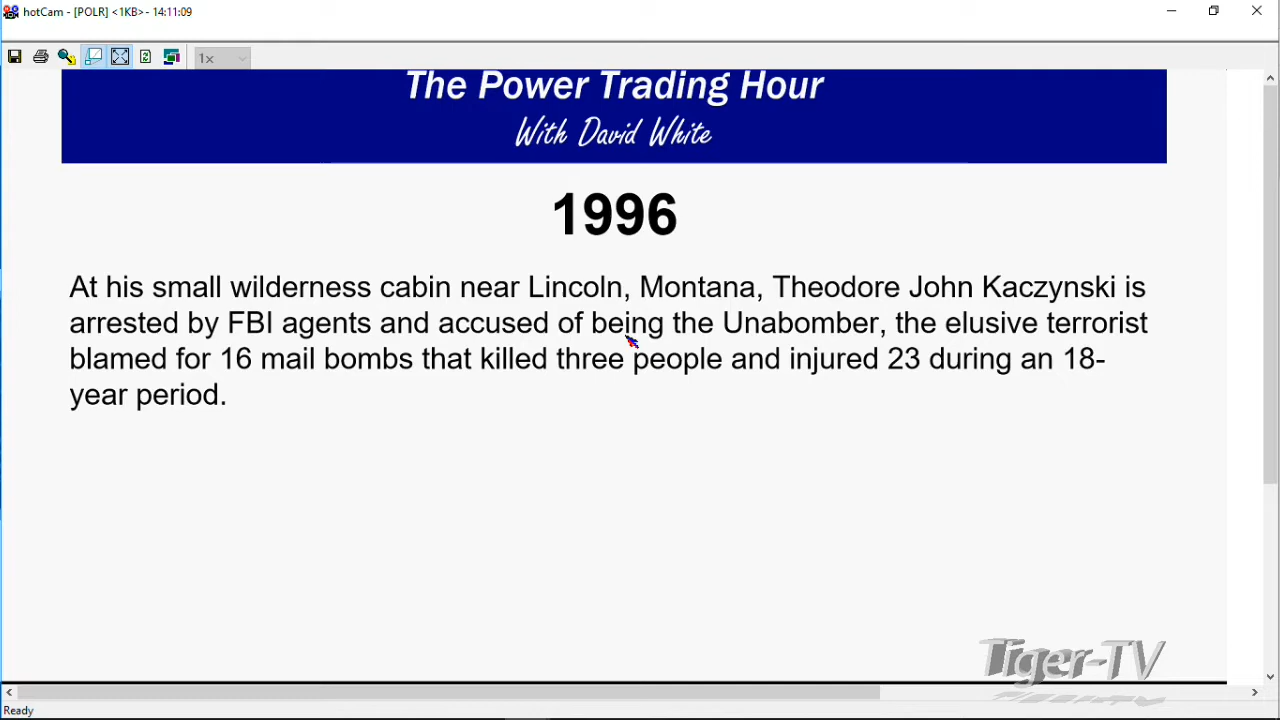 hotCam - [POLR] <1KB> - 14:11:09
1x
The Power Trading Hour
With David White
1996
At his small wilderness cabin near Lincoln, Montana, Theodore John Kaczynski is
arrested by FBI agents and accused of being the Unabomber, the elusive terrorist
blamed for 16 mail bombs that killed three people and injured 23 during an 18-
year period.
Tiger-TV
Ready